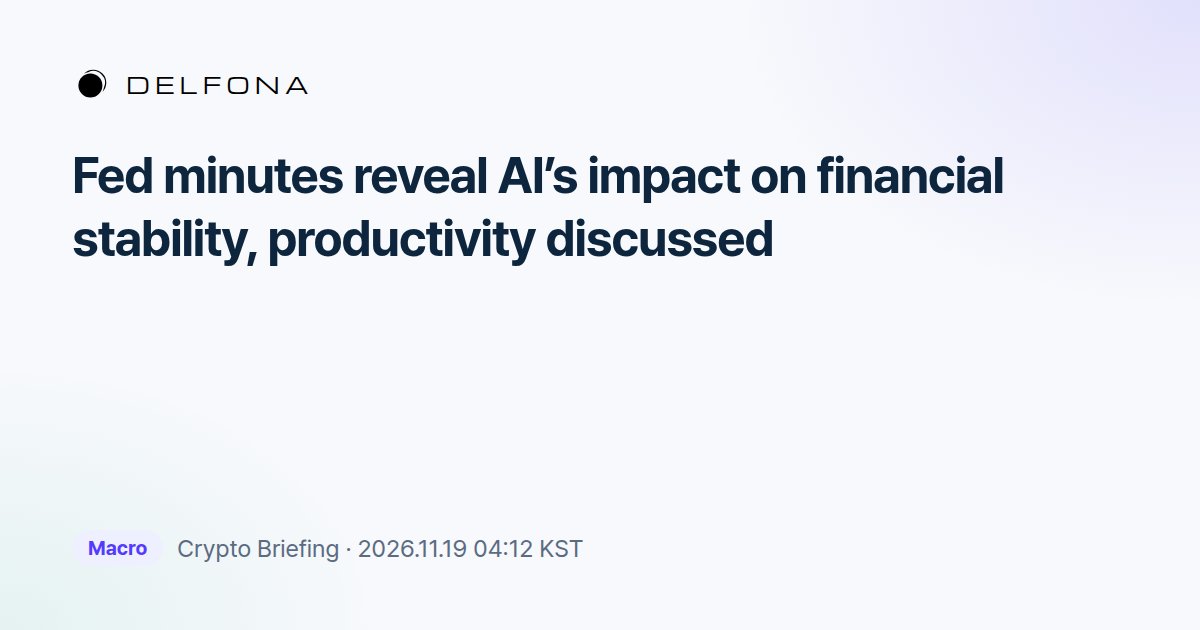 DELFONA
Fed minutes reveal AI’s impact on financial
stability, productivity discussed
Macro Crypto Briefing · 2026.11.19 04:12 KST